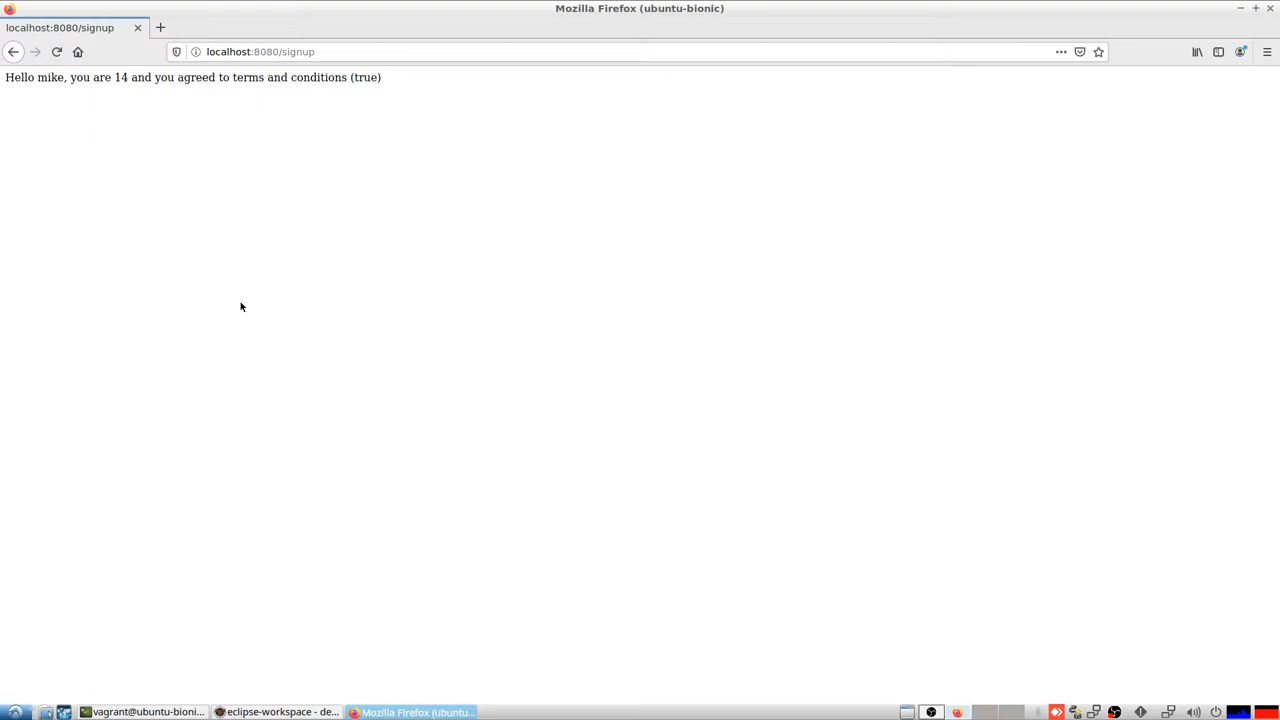 Mozilla Firefox (ubuntu-bionic)
localhost:8080/signup
localhost:8080/signup
Hello mike, you are 14 and you agreed to terms and conditions (true)
vagrant@ubuntu-bioni...
eclipse-workspace - de...
Mozilla Firefox (ubuntu...